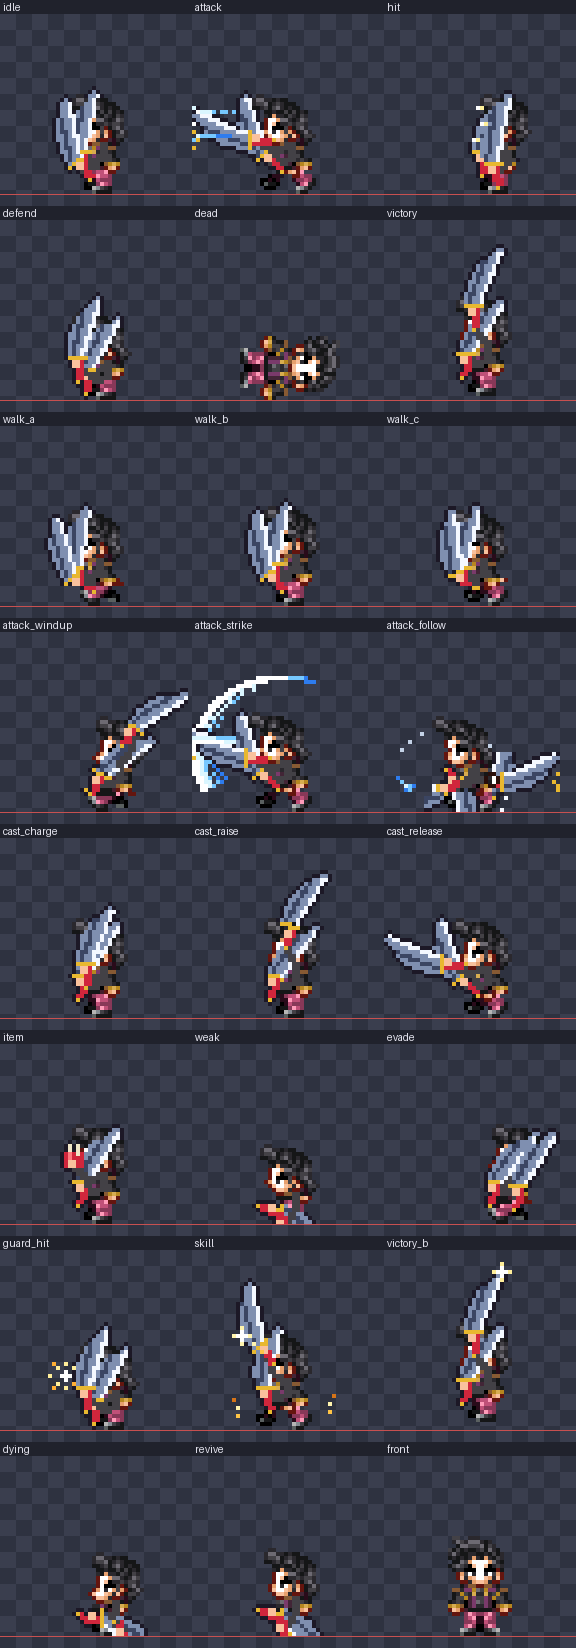 idle
attack
hit
defend
dead
victory
walk_a
walk_b
walk_c
attack_windup
attack_strike
attack_follow
cast_charge
cast_raise
cast_release
item
weak
evade
guard_hit
skill
victory_b
dying
revive
front